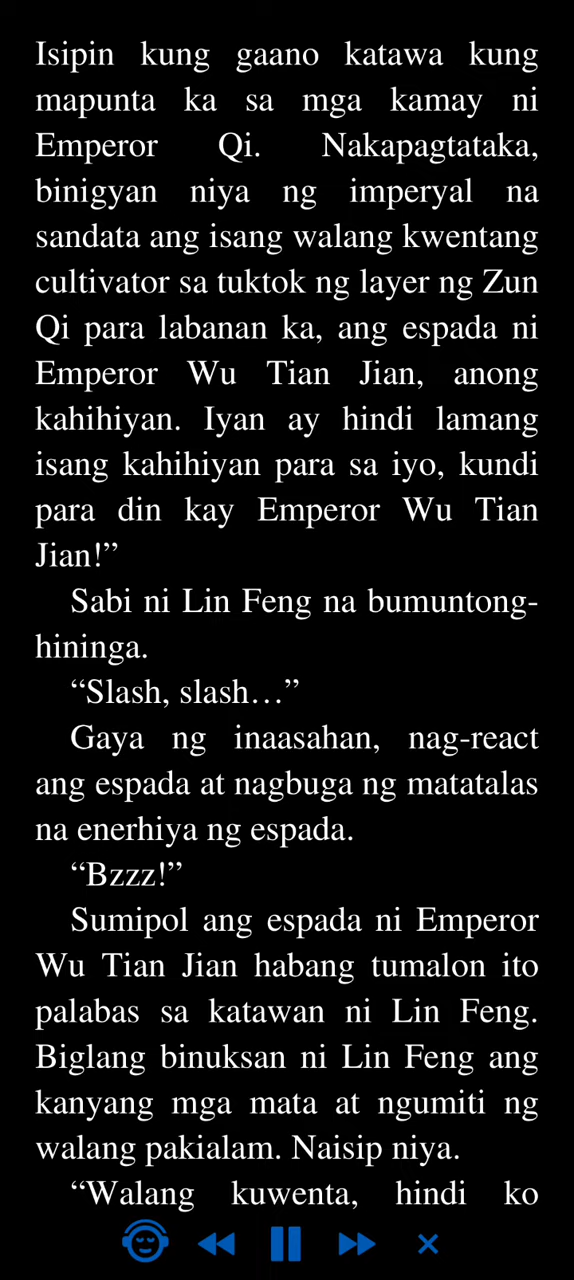 Isipin kung gaano katawa kung
mapunta ka sa mga kamay ni
Emperor Qi. Nakapagtataka,
binigyan niya ng imperyal na
sandata ang isang walang kwentang
cultivator sa tuktok ng layer ng Zun
Qi para labanan ka, ang espada ni
Emperor Wu Tian Jian, anong
kahihiyan. Iyan ay hindi lamang
isang kahihiyan para sa iyo, kundi
para din kay Emperor Wu Tian
Jian!”
Sabi ni Lin Feng na bumuntong-
hininga.
“Slash, slash…”
Gaya ng inaasahan, nag-react
ang espada at nagbuga ng matatalas
na enerhiya ng espada.
“Bzzz!”
Sumipol ang espada ni Emperor
Wu Tian Jian habang tumalon ito
palabas sa katawan ni Lin Feng.
Biglang binuksan ni Lin Feng ang
kanyang mga mata at ngumiti ng
walang pakialam. Naisip niya.
“Walang kuwenta, hindi ko